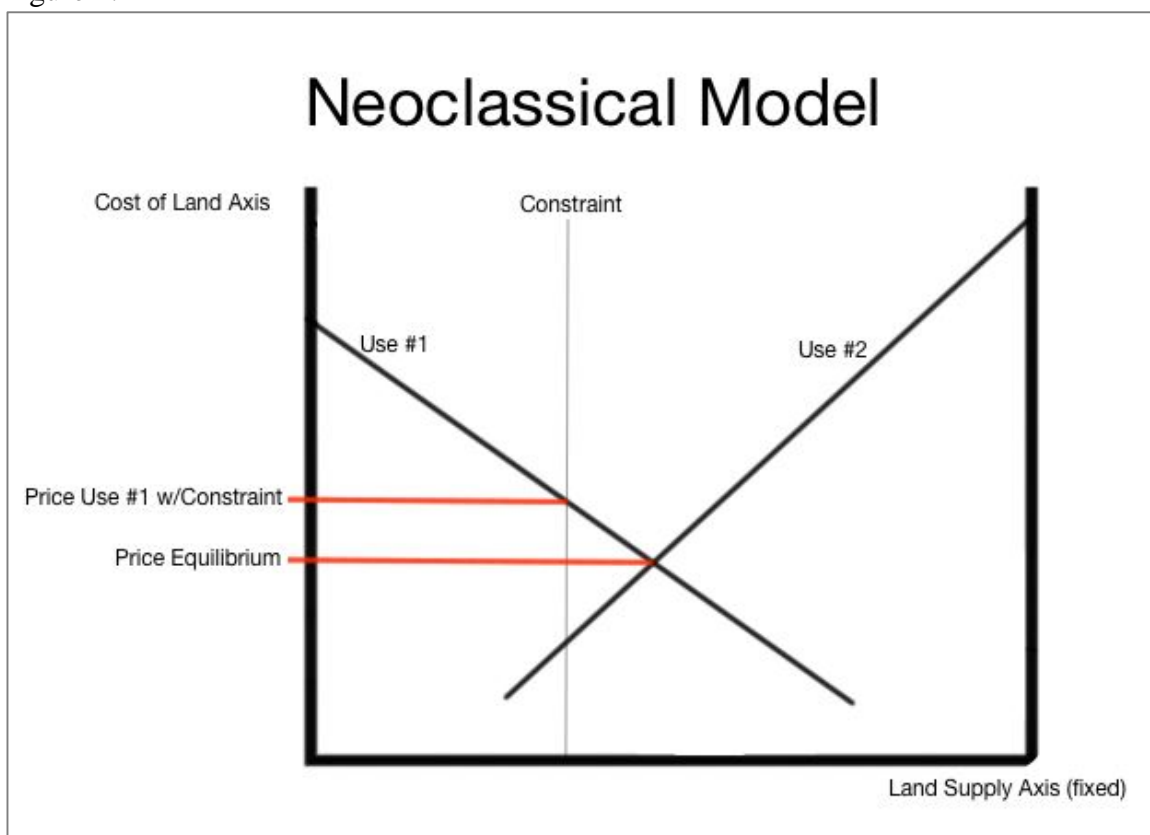 Neoclassical Model
Cost of Land Axis
Constraint
Use #1
Use #2
Price Use #1 w/Constraint
Price Equilibrium
Land Supply Axis (fixed)